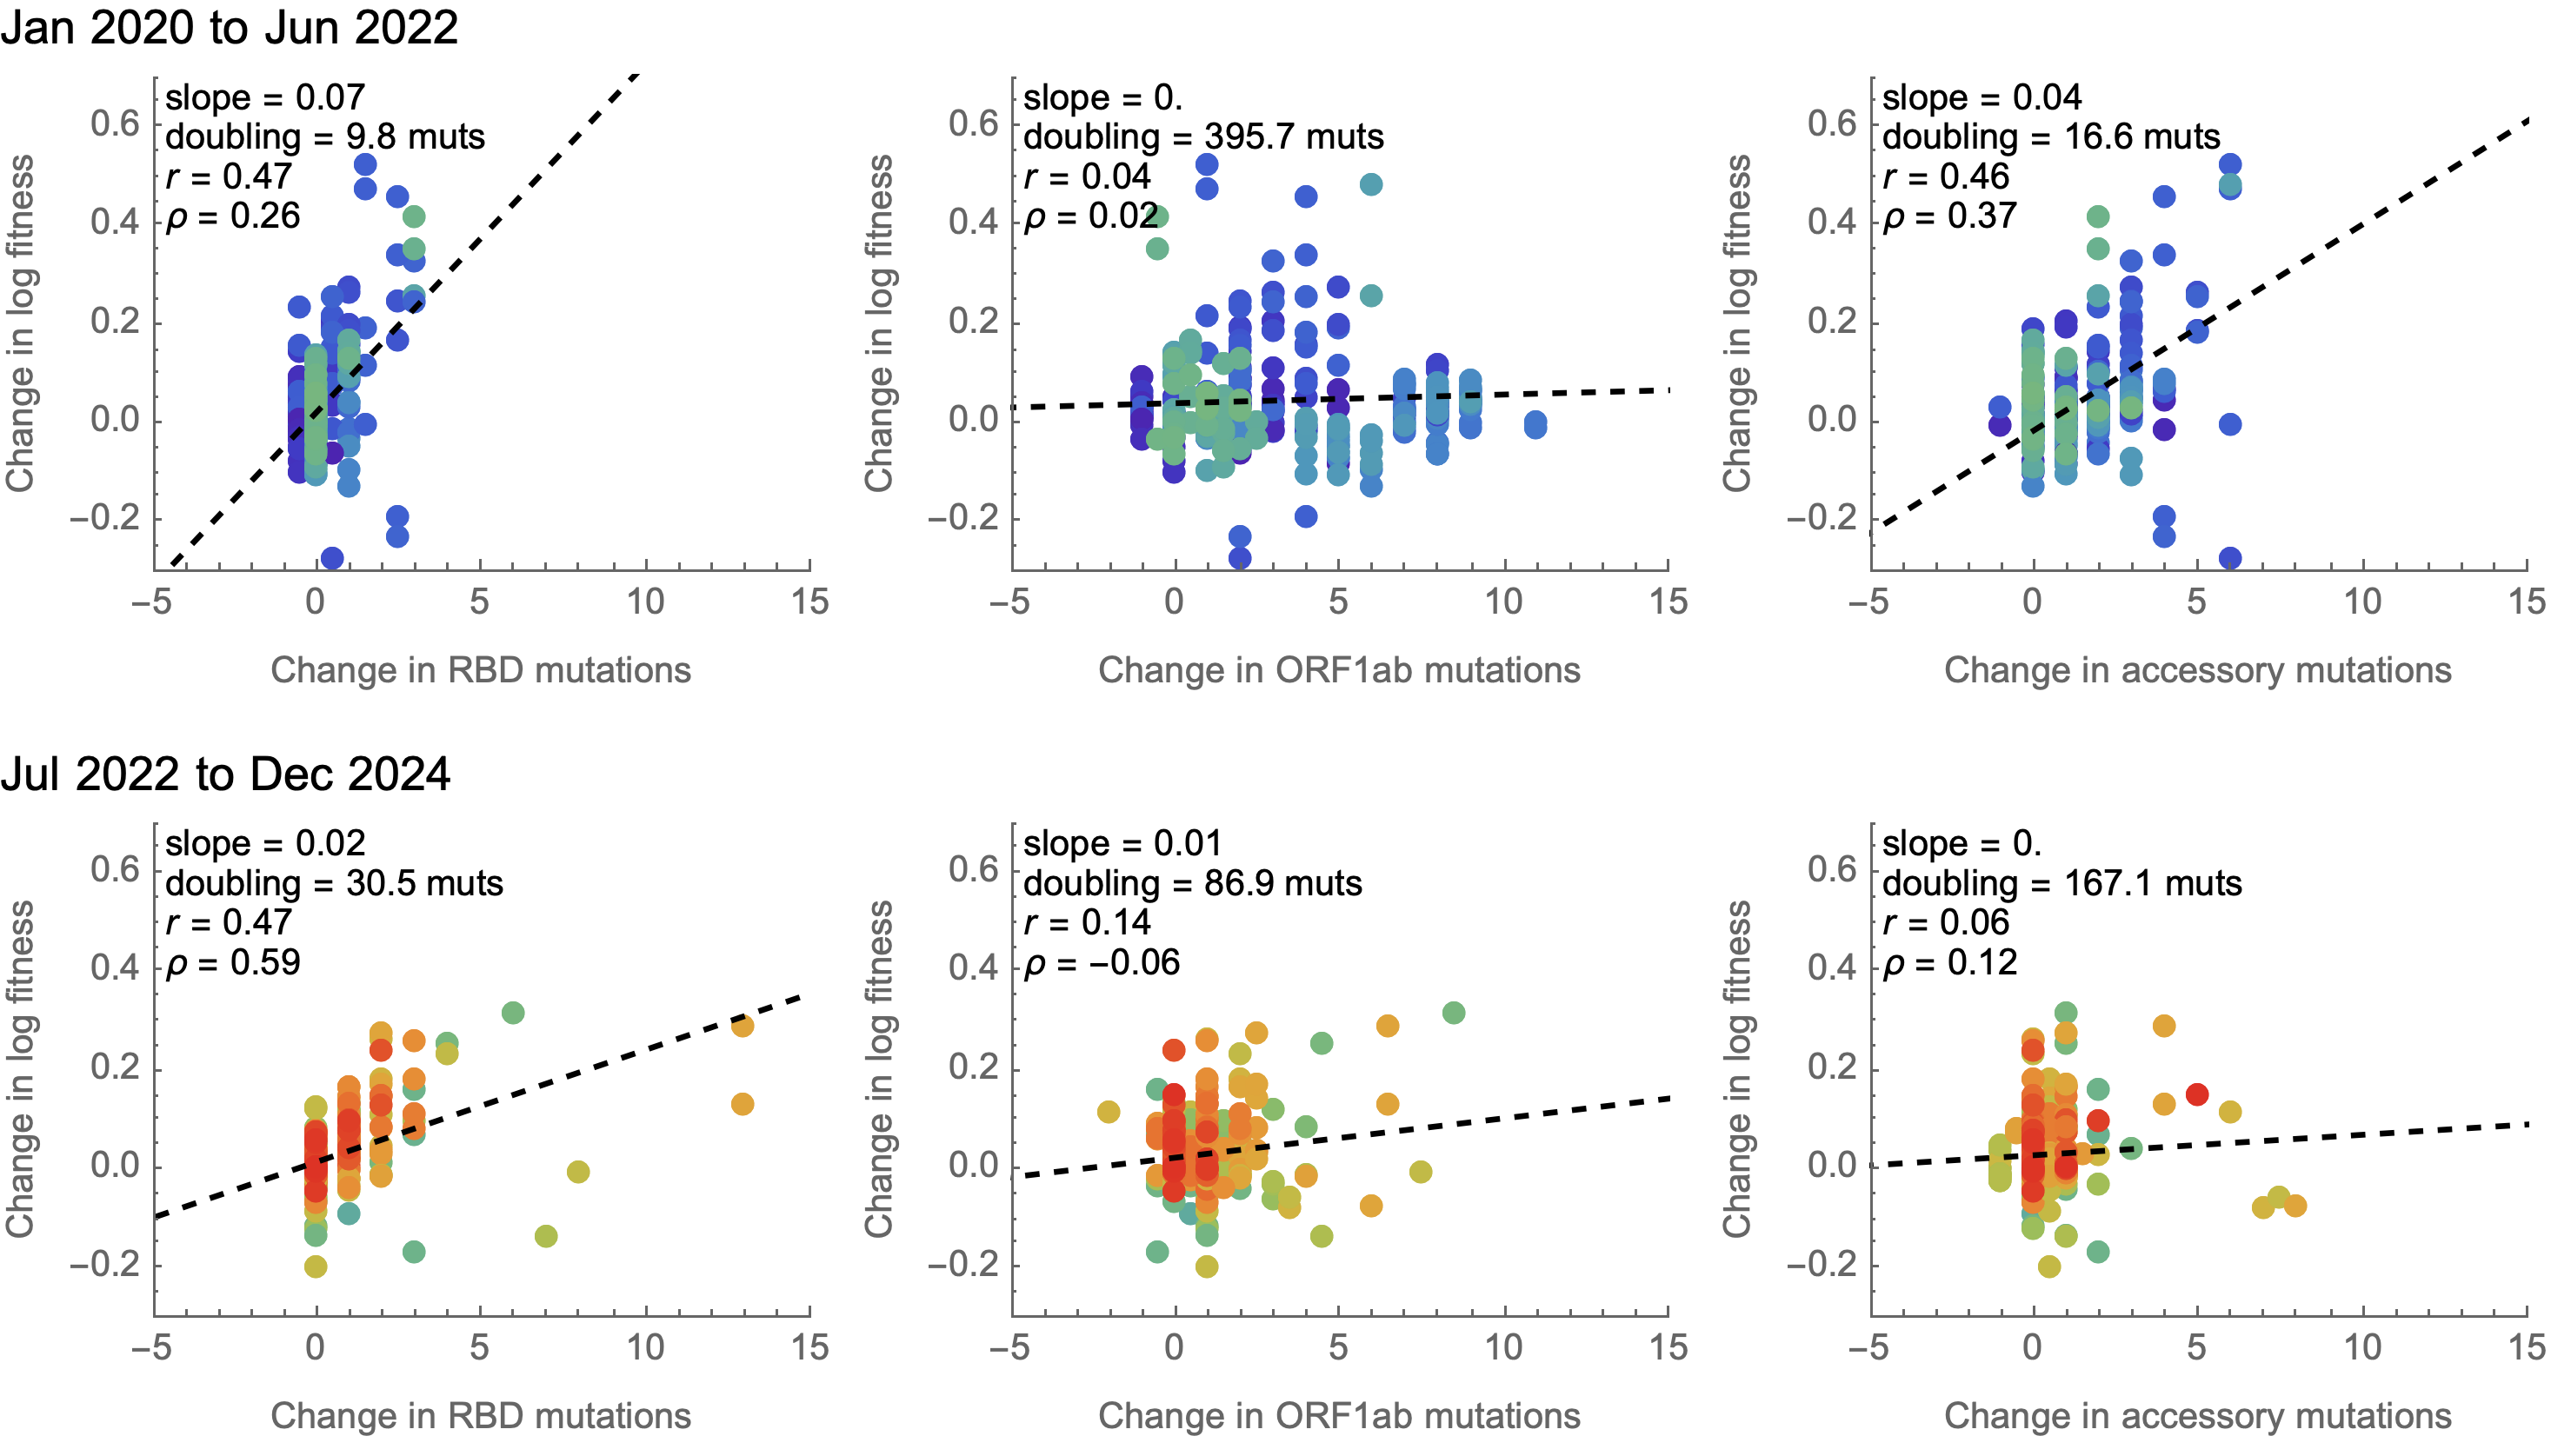 Jan 2020 to Jun 2022
slope = 0.07
doubling = 9.8 muts
r = 0.47
ρ = 0.26
0.6
0.4
0.2
0.0
−0.2
−5
0
5
10
15
Change in log fitness
Change in RBD mutations
slope = 0.
doubling = 395.7 muts
r = 0.04
ρ = 0.02
0.6
0.4
0.2
0.0
−0.2
−5
0
5
10
15
Change in log fitness
Change in ORF1ab mutations
slope = 0.04
doubling = 16.6 muts
r = 0.46
ρ = 0.37
0.6
0.4
0.2
0.0
−0.2
−5
0
5
10
15
Change in log fitness
Change in accessory mutations
Jul 2022 to Dec 2024
slope = 0.02
doubling = 30.5 muts
r = 0.47
ρ = 0.59
0.6
0.4
0.2
0.0
−0.2
−5
0
5
10
15
Change in log fitness
Change in RBD mutations
slope = 0.01
doubling = 86.9 muts
r = 0.14
ρ = −0.06
0.6
0.4
0.2
0.0
−0.2
−5
0
5
10
15
Change in log fitness
Change in ORF1ab mutations
slope = 0.
doubling = 167.1 muts
r = 0.06
ρ = 0.12
0.6
0.4
0.2
0.0
−0.2
−5
0
5
10
15
Change in log fitness
Change in accessory mutations